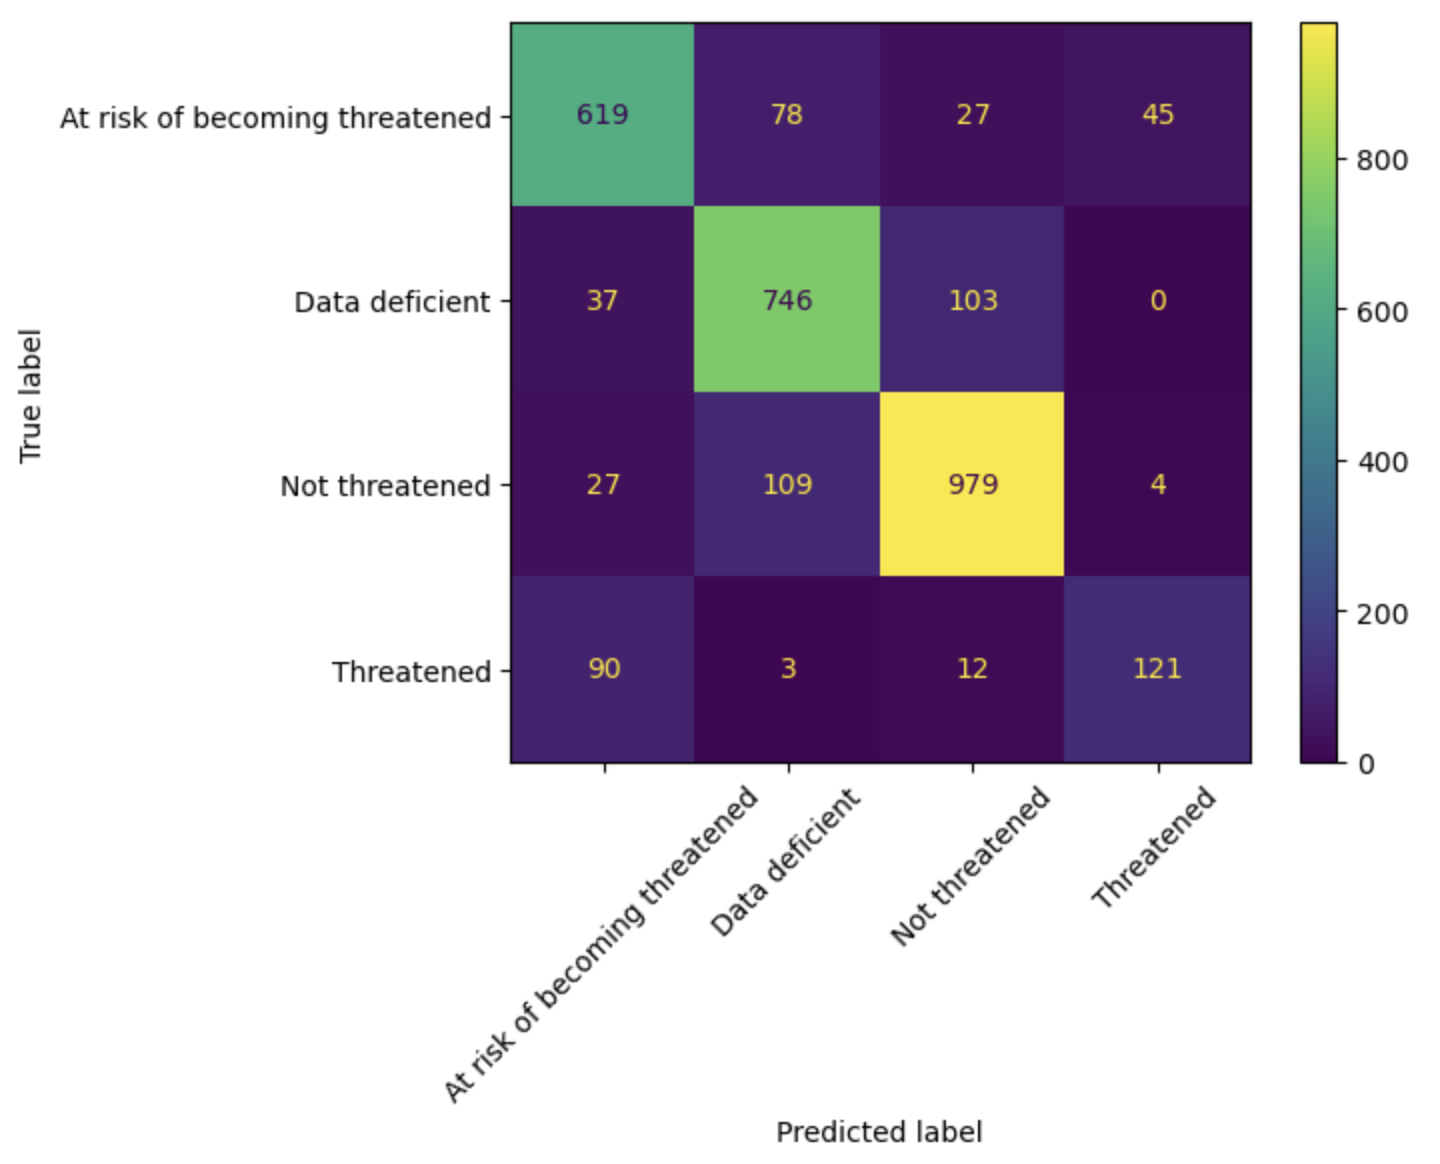 At risk of becoming threatened
619
78
27
45
800
Data deficient
37
746
103
0
600
True label
400
Not threatened
27
109
979
4
200
Threatened
90
3
12
121
0
At risk of becoming threatened
Data deficient
Not threatened
Threatened
Predicted label